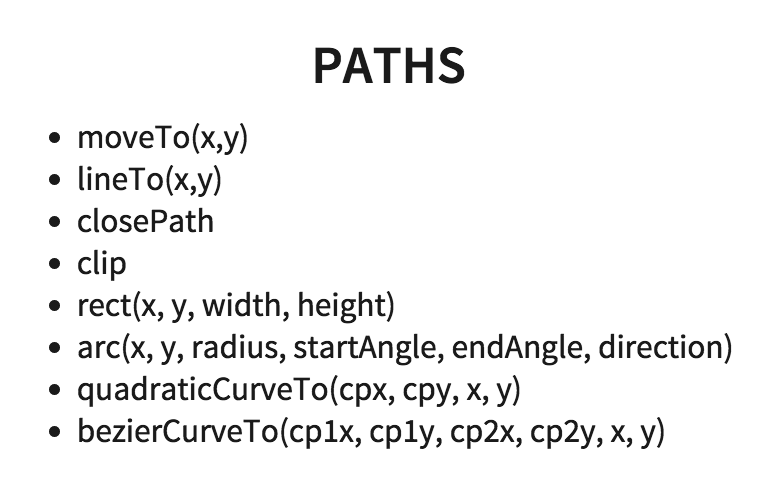 PATHS
• moveTo(x,y)
• lineTo(x,y)
• closePath
• clip
• rect(x, y, width, height)
• arc(x, y, radius, startAngle, endAngle, direction)
• quadraticCurveTo(cpx, cpy, x, y)
• bezierCurveTo(cp1x, cp1y, cp2x, cp2y, x, y)